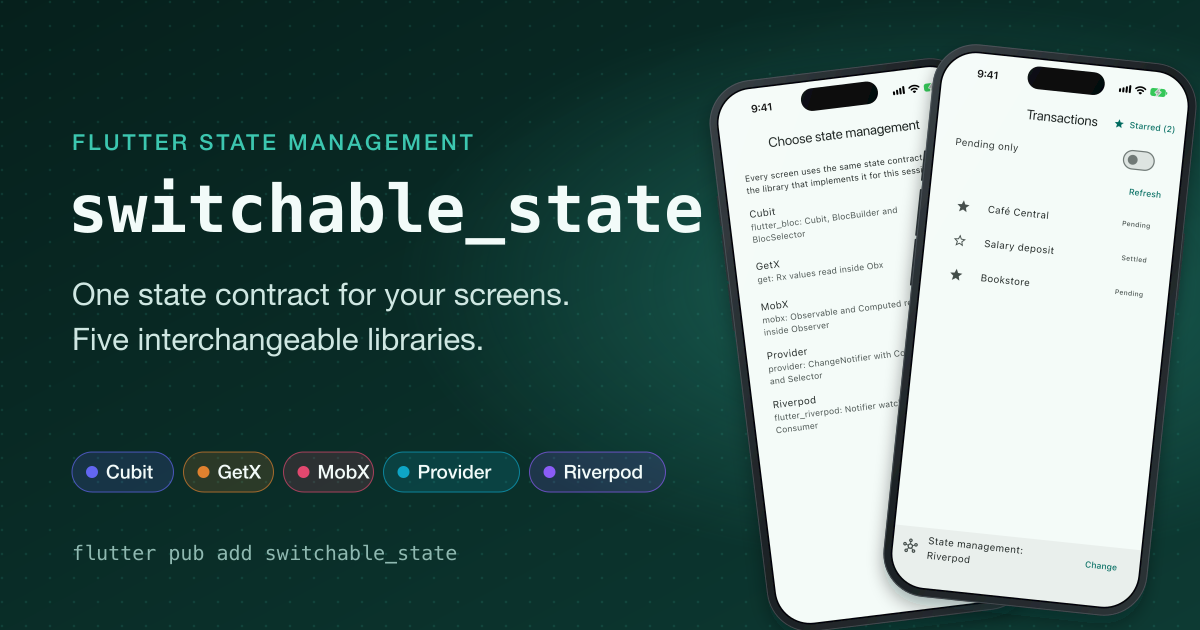 FLUTTER STATE MANAGEMENT
switchable_state
One state contract for your screens.
Five interchangeable libraries.
Cubit
GetX
MobX
Provider
Riverpod
flutter pub add switchable_state
9:41
Choose state management
Every screen uses the same state contract
the library that implements it for this
Cubit
flutter_bloc: Cubit, BlocBuilder and
BlocSelector
GetX
get: Rx values read inside Obx
MobX
mobx: Observable and Computed
inside Observer
Provider
provider: ChangeNotifier with
and Selector
Riverpod
flutter_riverpod: Notifier
Consumer
9:41
Transactions
Starred (2)
Pending only
Refresh
Café Central
Pending
Salary deposit
Settled
Bookstore
Pending
State management:
Riverpod
Change